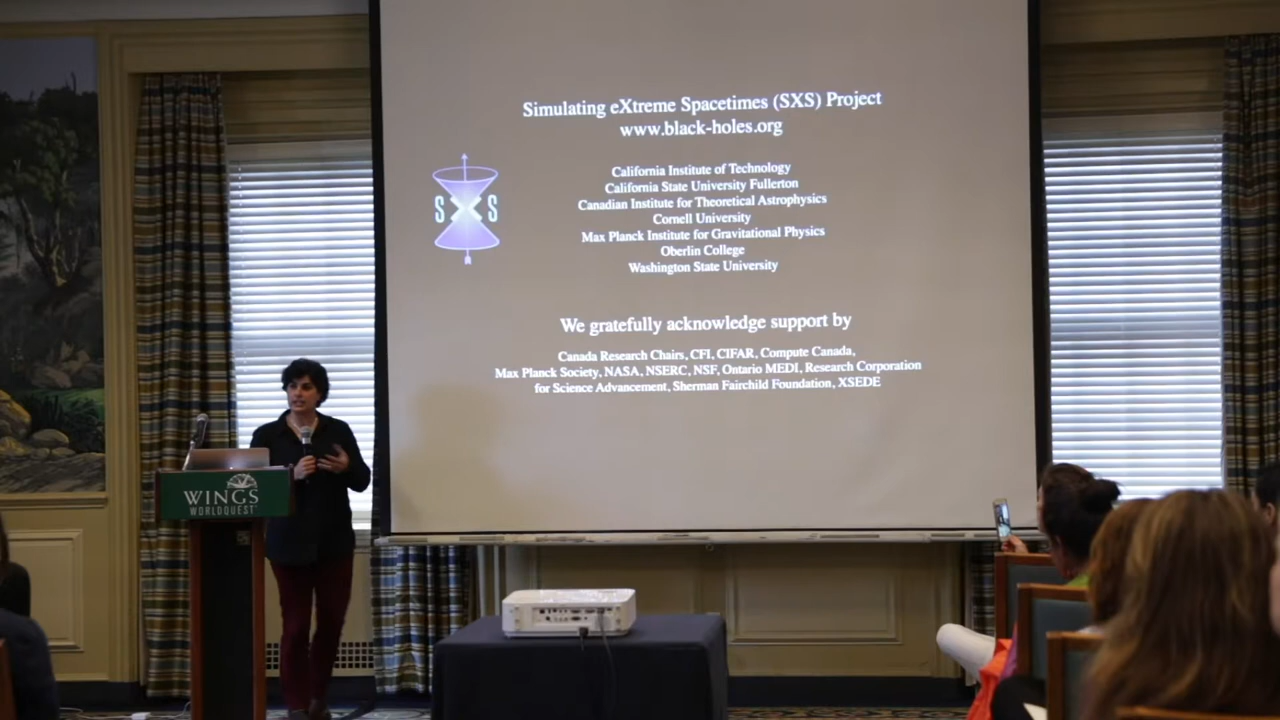 Simulating eXtreme Spacetimes (SXS) Project
www.black-holes.org
California Institute of Technology
California State University Fullerton
Canadian Institute for Theoretical Astrophysics
Cornell University
Max Planck Institute for Gravitational Physics
Oberlin College
Washington State University
SXS
We gratefully acknowledge support by
Canada Research Chairs, CFI, CIFAR, Compute Canada,
Max Planck Society, NASA, NSERC, NSF, Ontario MEDI, Research Corporation
for Science Advancement, Sherman Fairchild Foundation, XSEDE
WINGS
WORLDQUEST